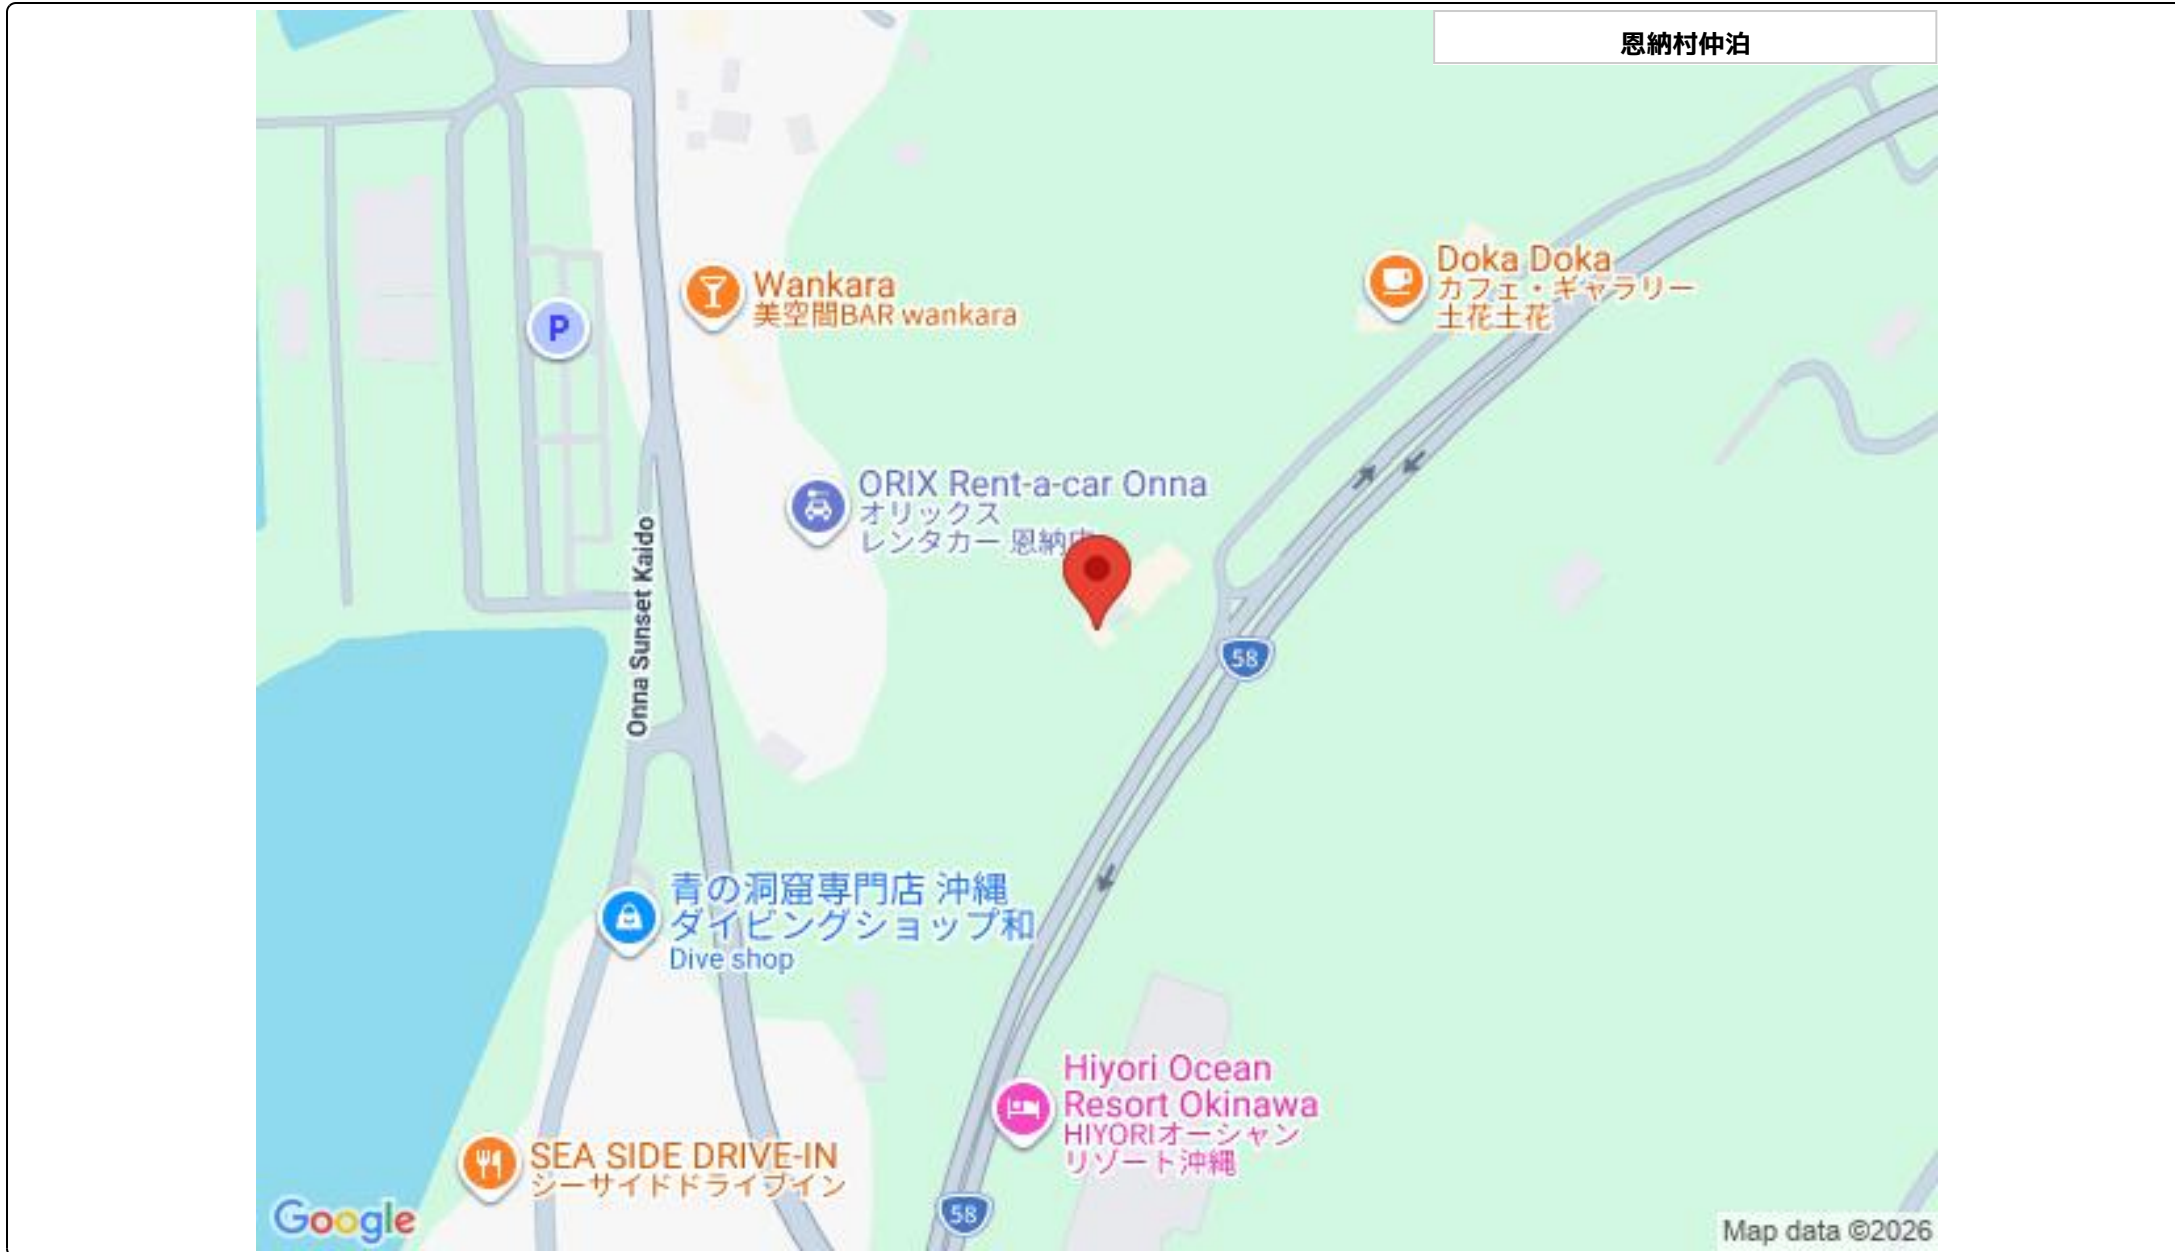 恩納村仲泊
Doka Doka
カフェ・ギャラリー
土花土花
Wankara
美空間BAR wankara
P
ORIX Rent-a-car Onna
オリックス
レンタカー 恩納店
Onna Sunset Kaido
58
青の洞窟専門店 沖縄
ダイビングショップ和
Dive shop
Hiyori Ocean
Resort Okinawa
HIYORIオーシャン
リゾート沖縄
SEA SIDE DRIVE-IN
シーサイドドライブイン
58
Google
Map data ©2026